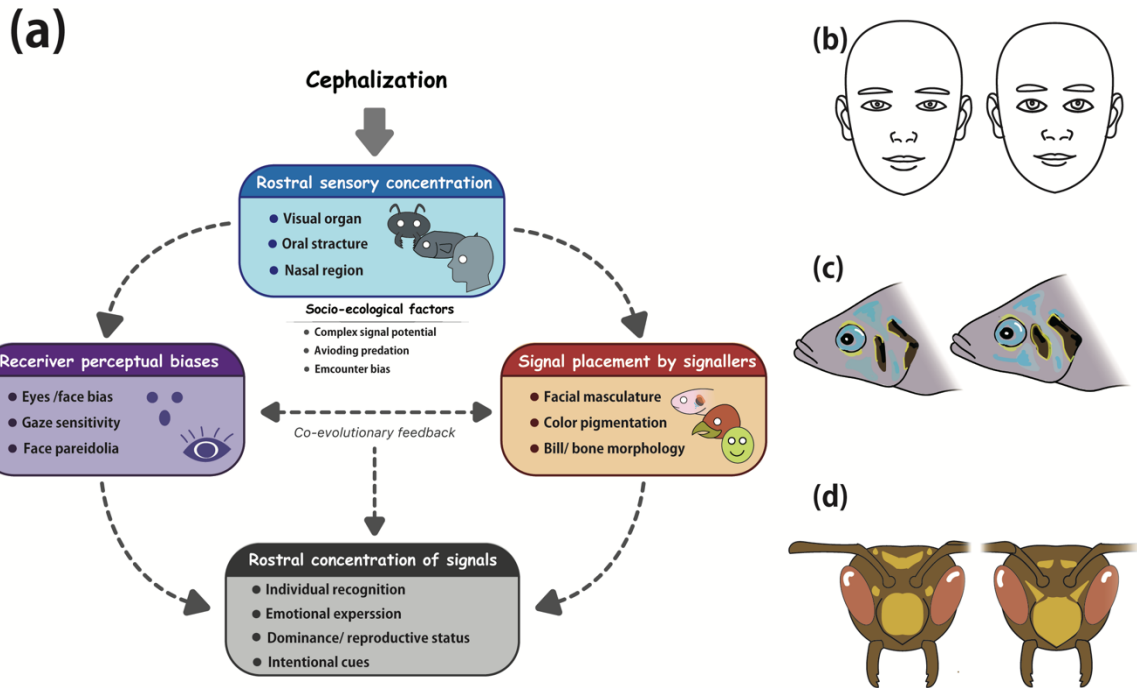 (a)
Cephalization
Rostral sensory concentration
Visual organ
Oral stracture
Nasal region
Socio-ecological factors
Complex signal potential
Avioding predation
Emcounter bias
Receriver perceptual biases
Eyes /face bias
Gaze sensitivity
Face pareidolia
Co-evolutionary feedback
Signal placement by signallers
Facial masculature
Color pigmentation
Bill/ bone morphology
Rostral concentration of signals
Individual recognition
Emotional experssion
Dominance/ reproductive status
Intentional cues
(b)
(c)
(d)